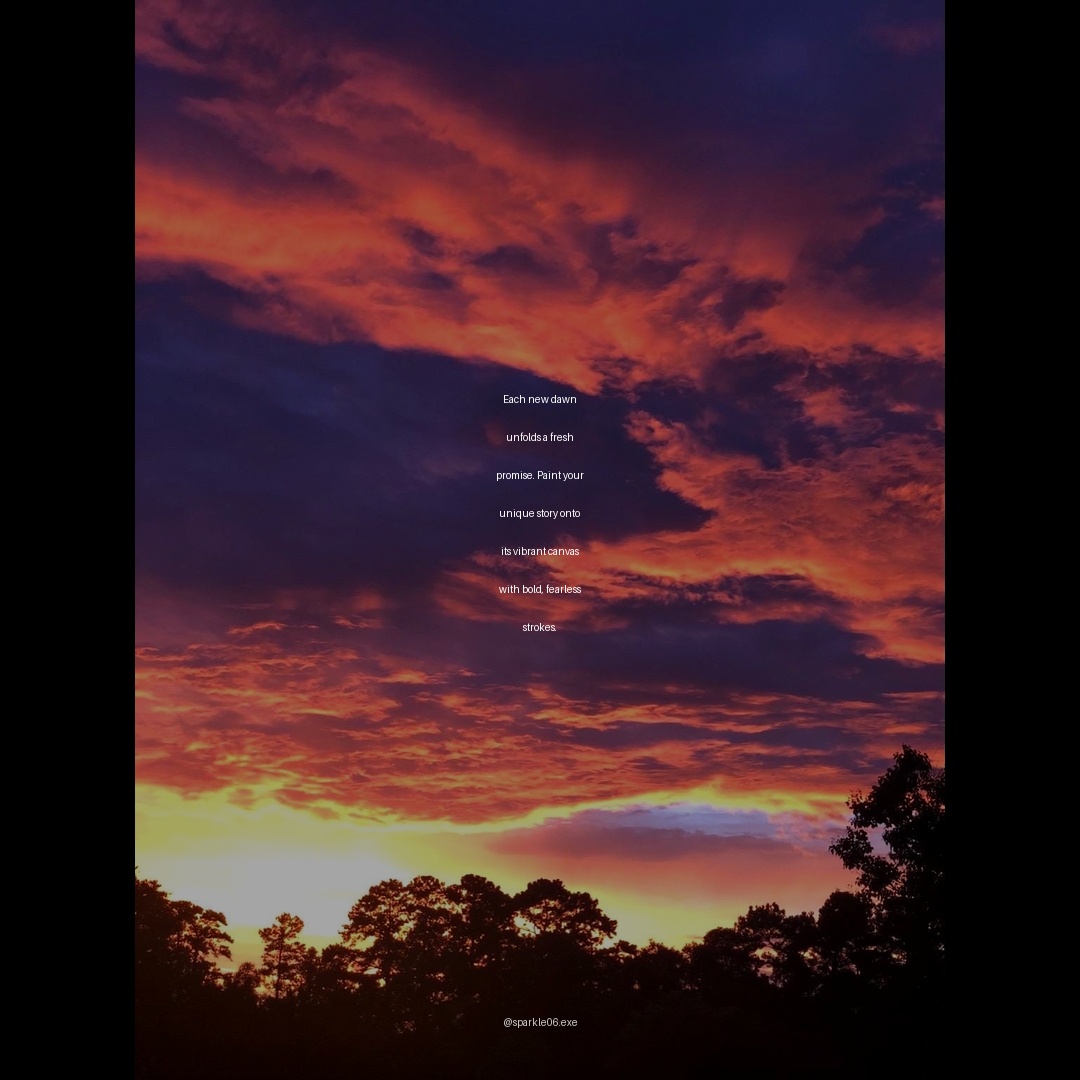 Each new dawn
unfolds a fresh
promise. Paint your
unique story onto
its vibrant canvas
with bold, fearless
strokes.
@sparkle06.exe